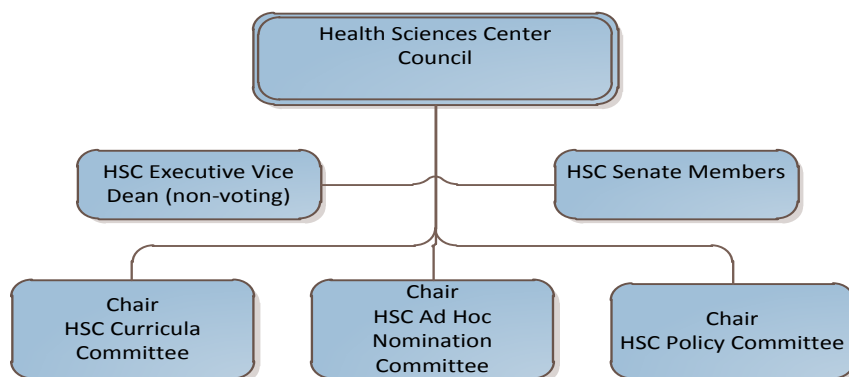 Health Sciences Center
Council
HSC Executive Vice
Dean (non-voting)
HSC Senate Members
Chair
HSC Curricula
Committee
Chair
HSC Ad Hoc
Nomination
Committee
Chair
HSC Policy Committee